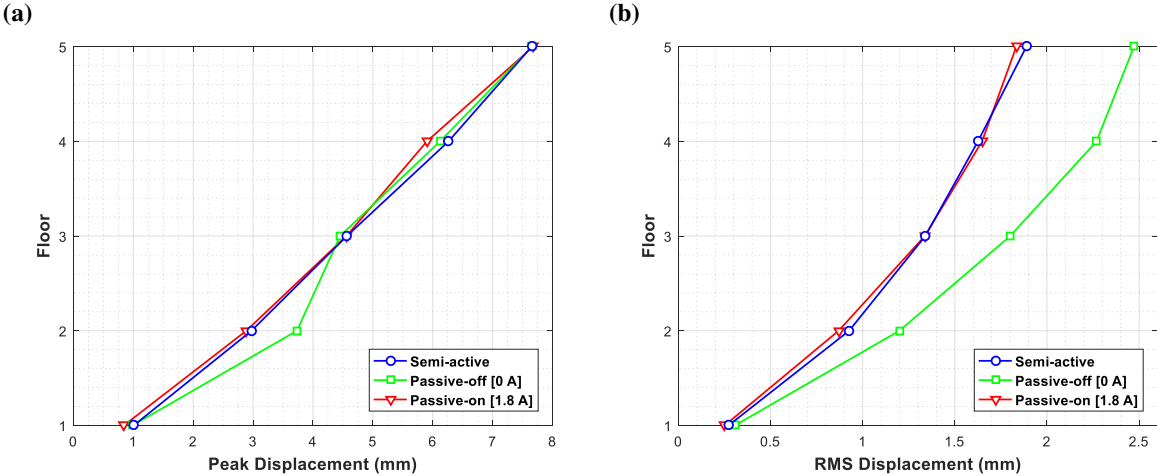 (a)
5
4
3
2
1
Floor
0
1
2
3
4
5
6
7
8
Peak Displacement (mm)
Semi-active
Passive-off [0 A]
Passive-on [1.8 A]
(b)
5
4
3
2
1
Floor
0
0.5
1
1.5
2
2.5
RMS Displacement (mm)
Semi-active
Passive-off [0 A]
Passive-on [1.8 A]